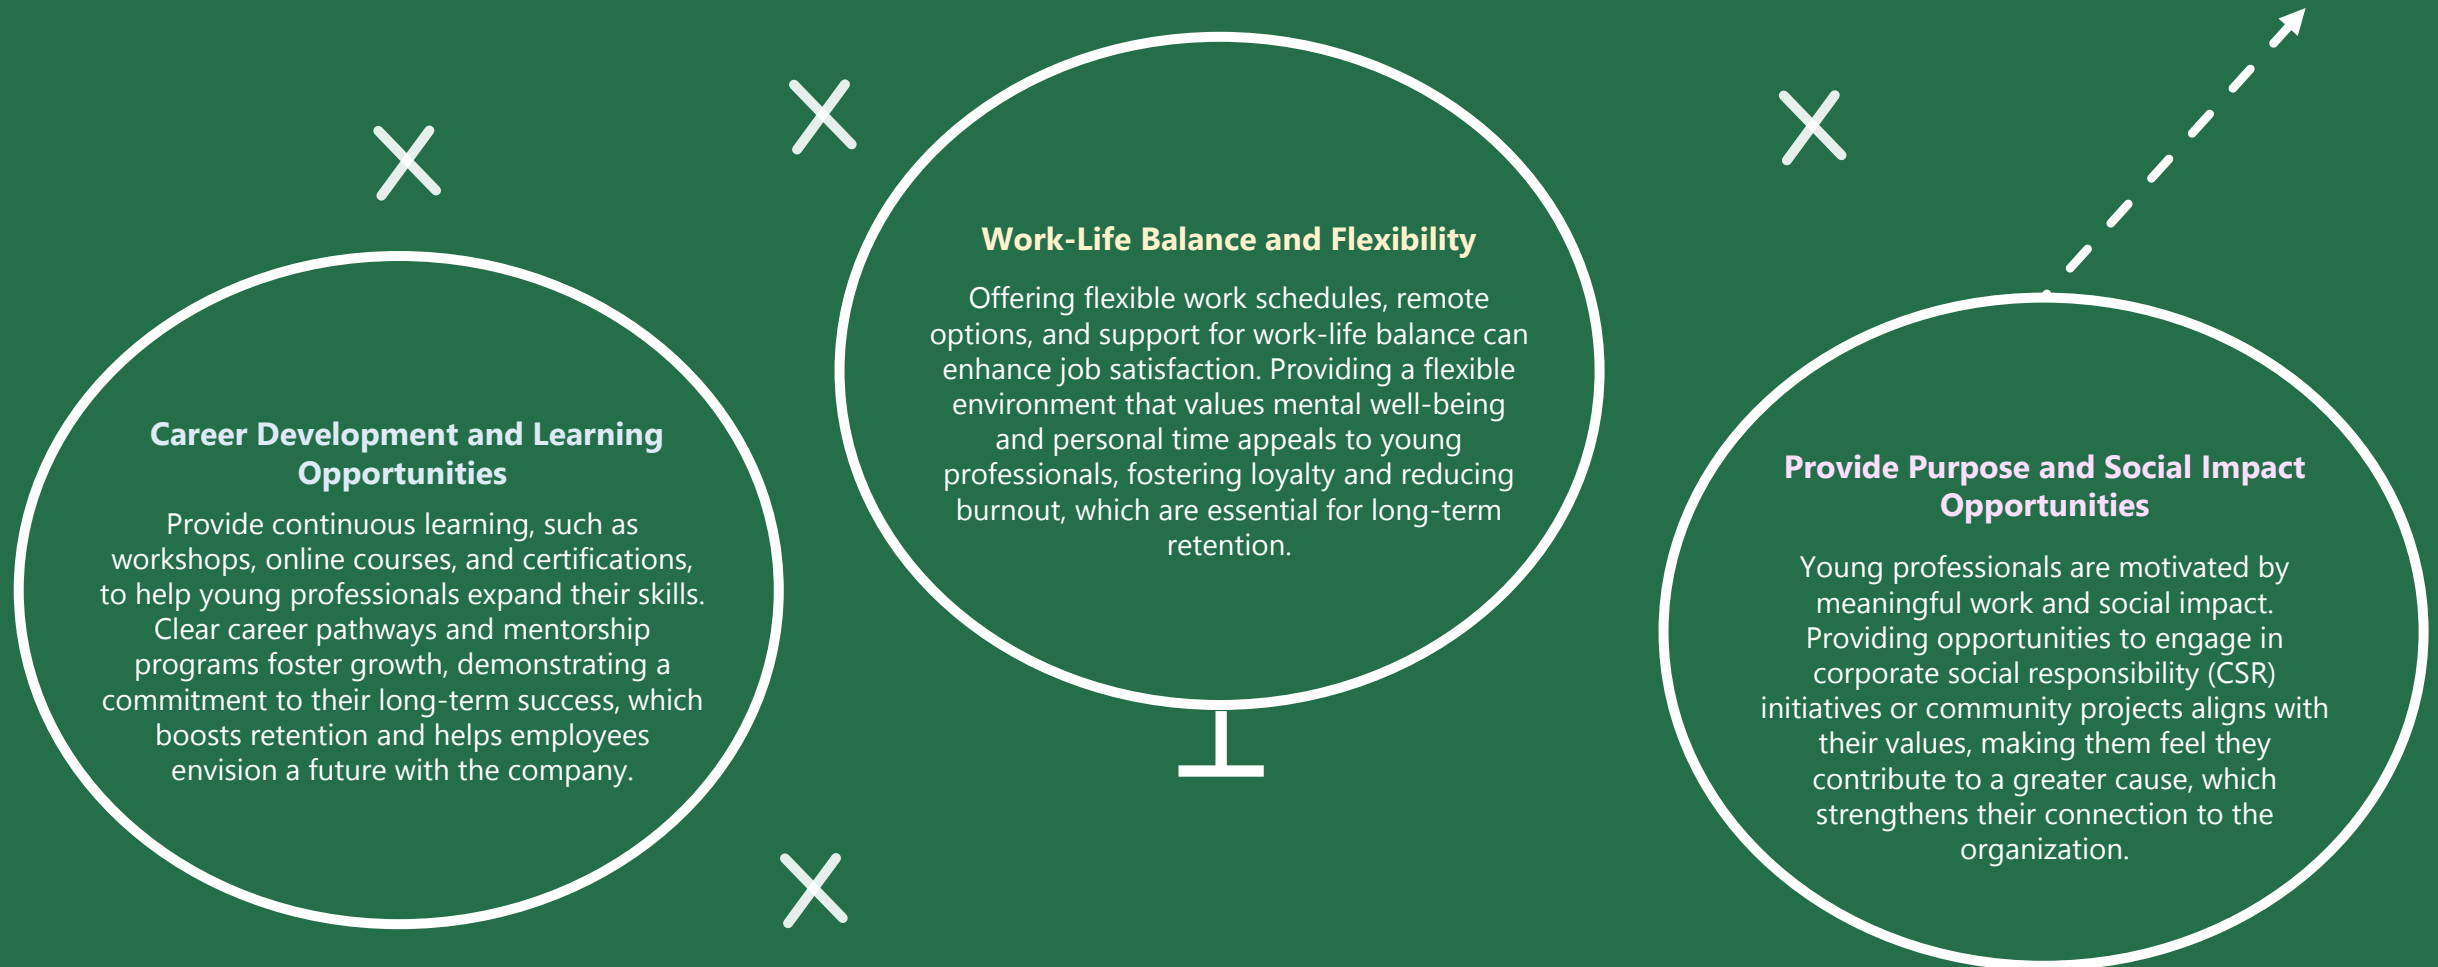 Career Development and Learning
Opportunities
Provide continuous learning, such as
workshops, online courses, and certifications,
to help young professionals expand their skills.
Clear career pathways and mentorship
programs foster growth, demonstrating a
commitment to their long-term success, which
boosts retention and helps employees
envision a future with the company.
Work-Life Balance and Flexibility
Offering flexible work schedules, remote
options, and support for work-life balance can
enhance job satisfaction. Providing a flexible
environment that values mental well-being
and personal time appeals to young
professionals, fostering loyalty and reducing
burnout, which are essential for long-term
retention.
Provide Purpose and Social Impact
Opportunities
Young professionals are motivated by
meaningful work and social impact.
Providing opportunities to engage in
corporate social responsibility (CSR)
initiatives or community projects aligns with
their values, making them feel they
contribute to a greater cause, which
strengthens their connection to the
organization.